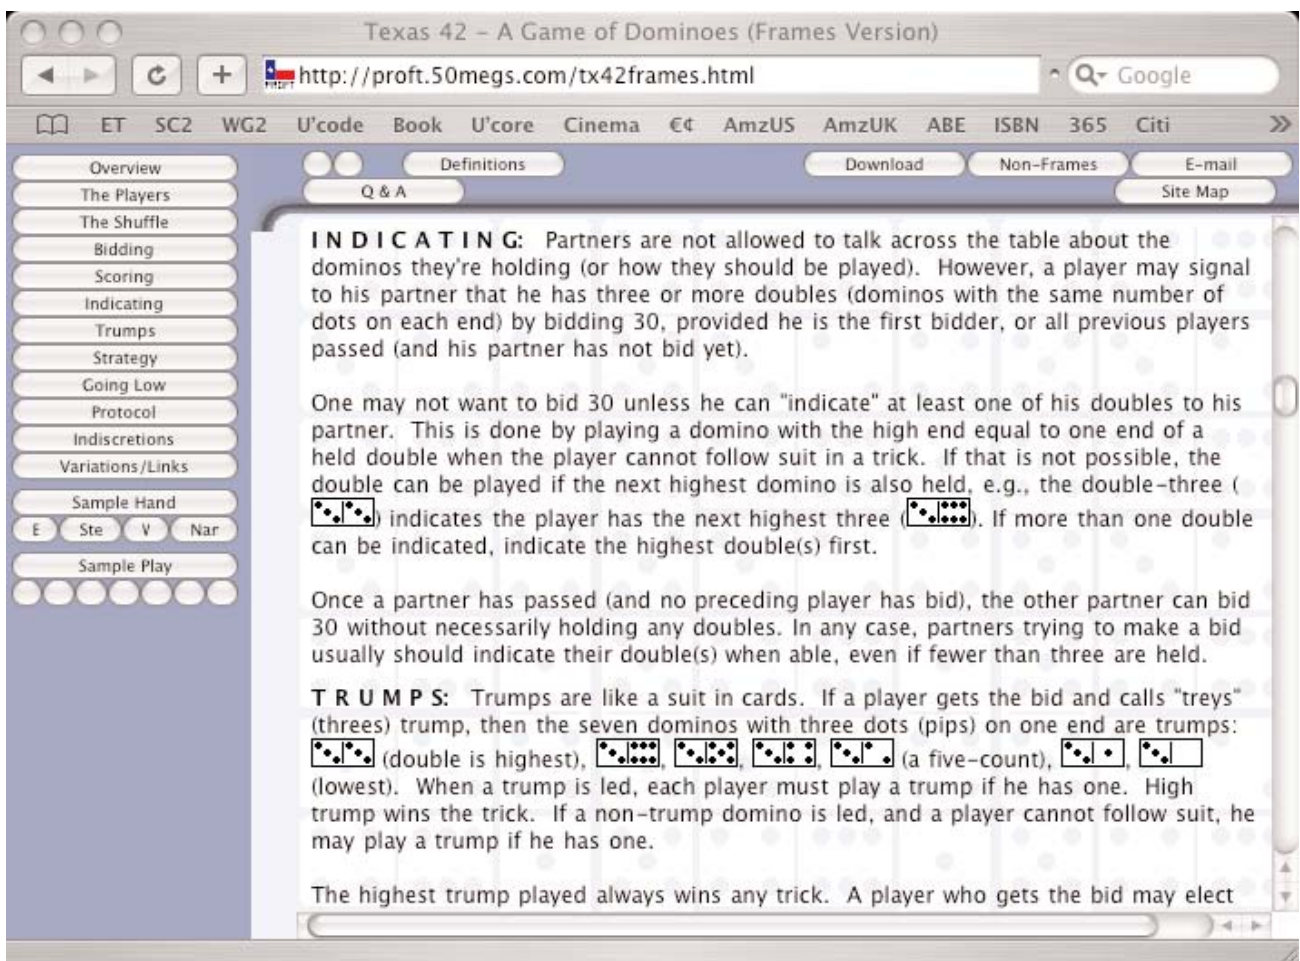 Texas 42 – A Game of Dominoes (Frames Version)
http://proft.50megs.com/tx42frames.html
Google
ET SC2 WG2 U'code Book U'core Cinema €¢ AmzUS AmzUK ABE ISBN 365 Citi
Overview
The Players
The Shuffle
Bidding
Scoring
Indicating
Trumps
Strategy
Going Low
Protocol
Indiscretions
Variations/Links
Sample Hand
E Ste V Nar
Sample Play
Definitions Download Non-Frames E-mail
Q & A Site Map
INDICATING: Partners are not allowed to talk across the table about the
dominos they're holding (or how they should be played). However, a player may signal
to his partner that he has three or more doubles (dominos with the same number of
dots on each end) by bidding 30, provided he is the first bidder, or all previous players
passed (and his partner has not bid yet).
One may not want to bid 30 unless he can "indicate" at least one of his doubles to his
partner. This is done by playing a domino with the high end equal to one end of a
held double when the player cannot follow suit in a trick. If that is not possible, the
double can be played if the next highest domino is also held, e.g., the double-three (
) indicates the player has the next highest three ( ). If more than one double
can be indicated, indicate the highest double(s) first.
Once a partner has passed (and no preceding player has bid), the other partner can bid
30 without necessarily holding any doubles. In any case, partners trying to make a bid
usually should indicate their double(s) when able, even if fewer than three are held.
TRUMPS: Trumps are like a suit in cards. If a player gets the bid and calls "treys"
(threes) trump, then the seven dominos with three dots (pips) on one end are trumps:
(double is highest), , , , (a five-count), ,
(lowest). When a trump is led, each player must play a trump if he has one. High
trump wins the trick. If a non-trump domino is led, and a player cannot follow suit, he
may play a trump if he has one.
The highest trump played always wins any trick. A player who gets the bid may elect